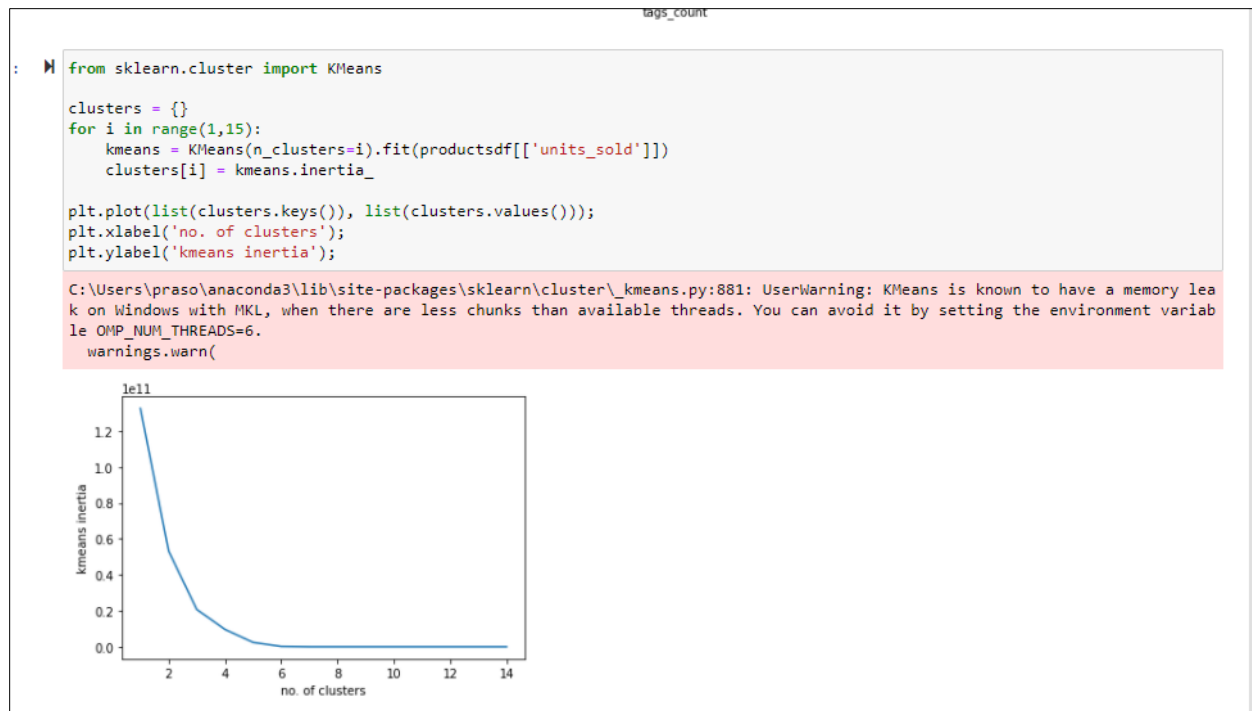 tags_count
:
from sklearn.cluster import KMeans
clusters = {}
for i in range(1,15):
    kmeans = KMeans(n_clusters=i).fit(productsdf[['units_sold']])
    clusters[i] = kmeans.inertia_
plt.plot(list(clusters.keys()), list(clusters.values()));
plt.xlabel('no. of clusters');
plt.ylabel('kmeans inertia');
C:\Users\praso\anaconda3\lib\site-packages\sklearn\cluster\_kmeans.py:881: UserWarning: KMeans is known to have a memory lea
k on Windows with MKL, when there are less chunks than available threads. You can avoid it by setting the environment variab
le OMP_NUM_THREADS=6.
  warnings.warn(
1e11
1.2
1.0
0.8
0.6
0.4
0.2
0.0
kmeans inertia
2 4 6 8 10 12 14
no. of clusters